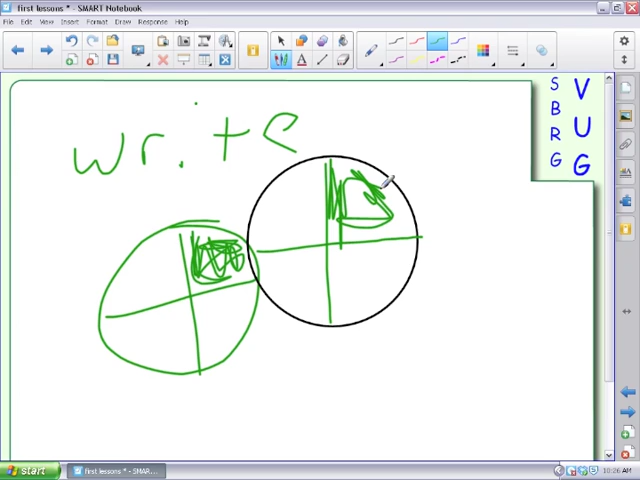 first lessons * - SMART Notebook
File Edit View Insert Format Draw Response Help
write
S
B
R
G
V
U
G
start
first lessons * - SMAR...
10:26 AM